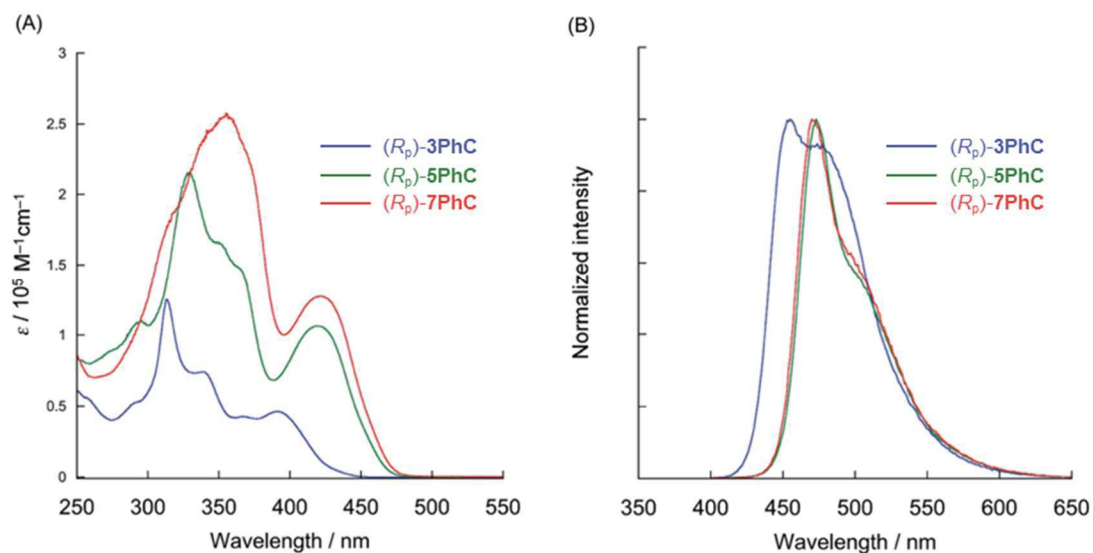 (A)
3
2.5
2
1.5
1
0.5
0
ε / 10⁵ M⁻¹cm⁻¹
250 300 350 400 450 500 550
Wavelength / nm
(Rₚ)-3PhC
(Rₚ)-5PhC
(Rₚ)-7PhC
(B)
Normalized intensity
350 400 450 500 550 600 650
Wavelength / nm
(Rₚ)-3PhC
(Rₚ)-5PhC
(Rₚ)-7PhC